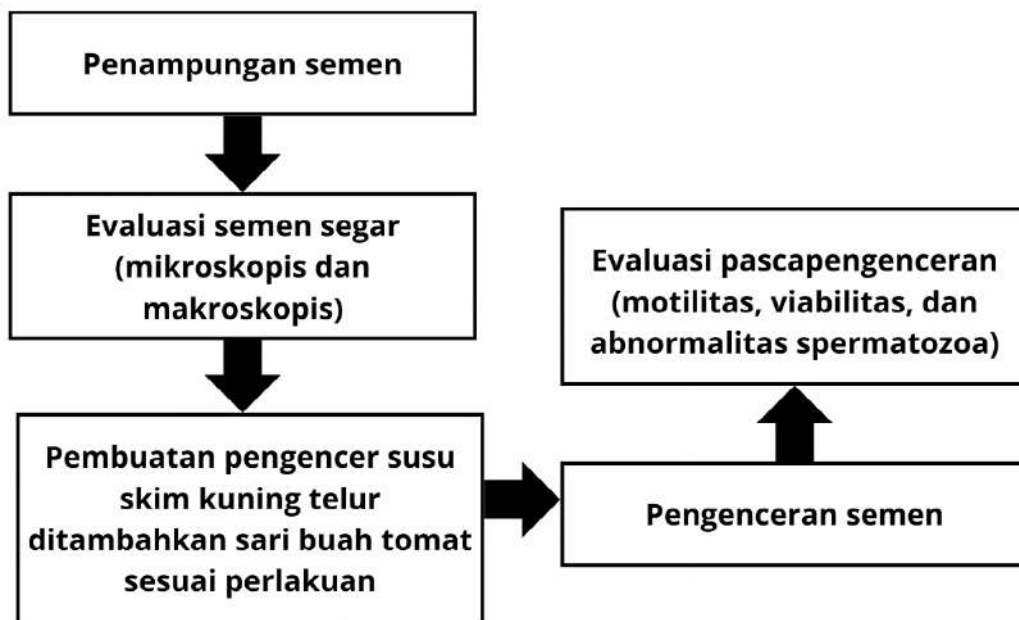 Penampungan semen
Evaluasi semen segar
(mikroskopis dan
makroskopis)
Pembuatan pengencer susu
skim kuning telur
ditambahkan sari buah tomat
sesuai perlakuan
Pengenceran semen
Evaluasi pascapengenceran
(motilitas, viabilitas, dan
abnormalitas spermatozoa)